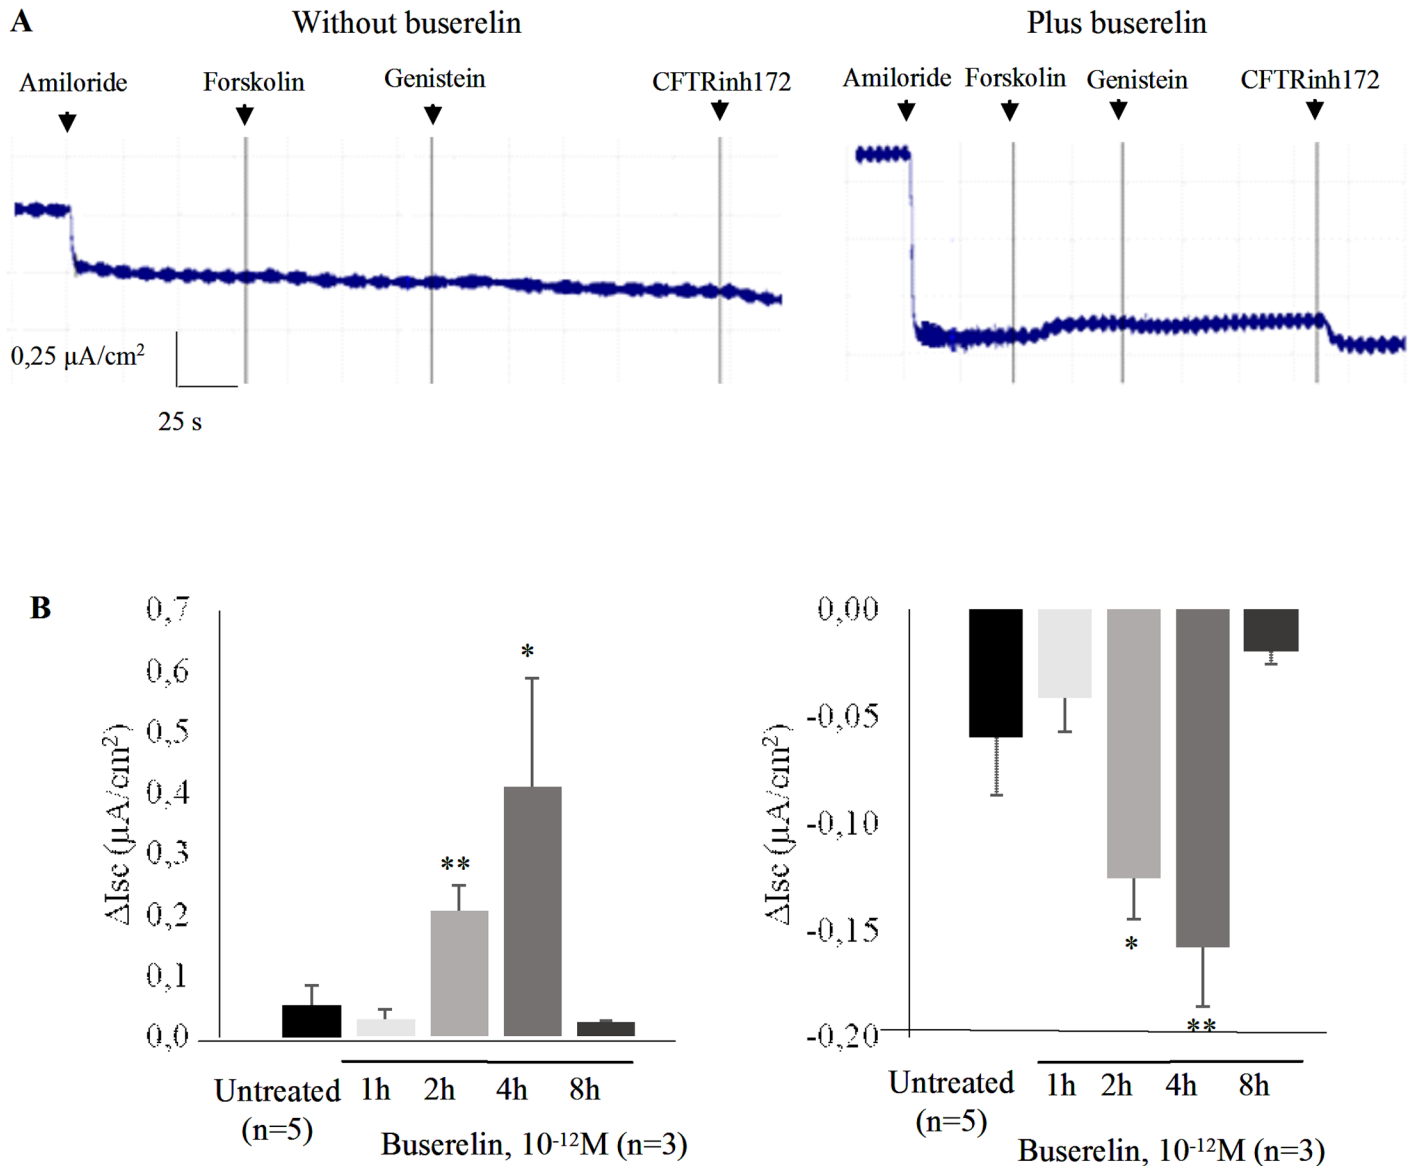 A
Without buserelin
Plus buserelin
Amiloride
Forskolin
Genistein
CFTRinh172
Amiloride
Forskolin
Genistein
CFTRinh172
0,25 µA/cm²
25 s
B
0,7
0,6
0,5
0,4
0,3
0,2
0,1
0,0
ΔIsc (µA/cm²)
**
*
Untreated
(n=5)
1h
2h
4h
8h
Buserelin, 10⁻¹²M (n=3)
0,00
-0,05
-0,10
-0,15
-0,20
ΔIsc (µA/cm²)
*
**
Untreated
(n=5)
1h
2h
4h
8h
Buserelin, 10⁻¹²M (n=3)